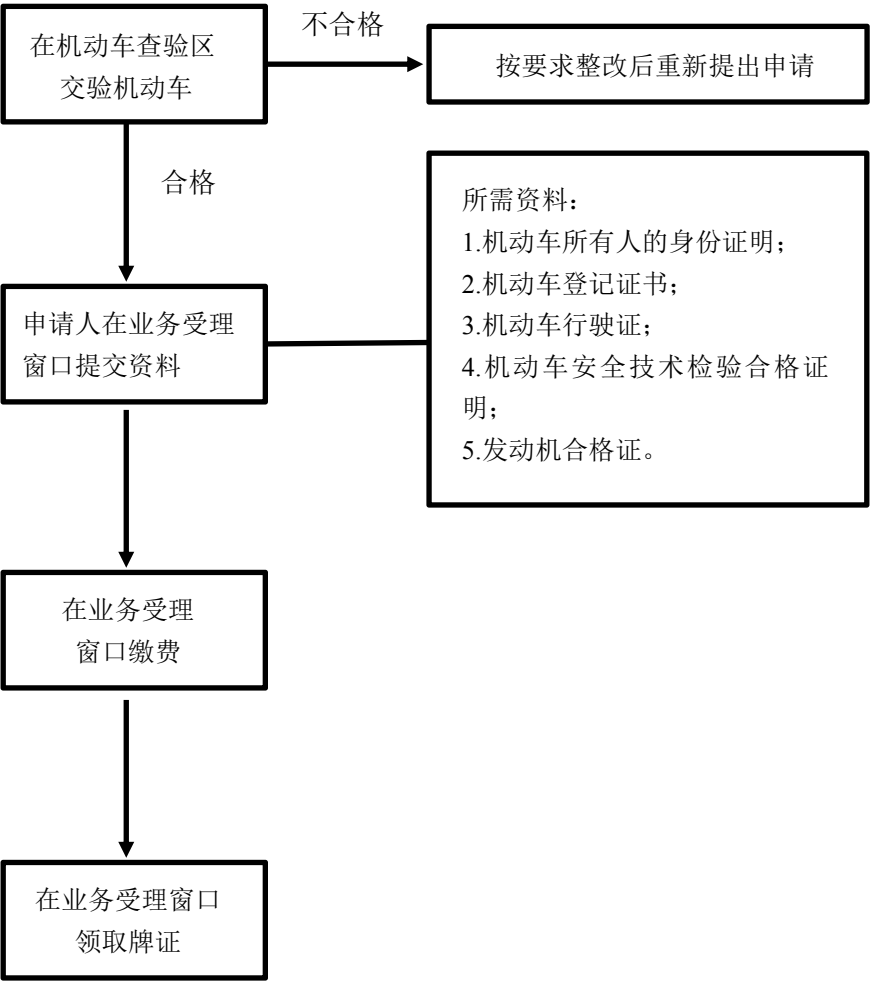 在机动车查验区
交验机动车
不合格
按要求整改后重新提出申请
合格
申请人在业务受理
窗口提交资料
所需资料：
1.机动车所有人的身份证明；
2.机动车登记证书；
3.机动车行驶证；
4.机动车安全技术检验合格证
明；
5.发动机合格证。
在业务受理
窗口缴费
在业务受理窗口
领取牌证